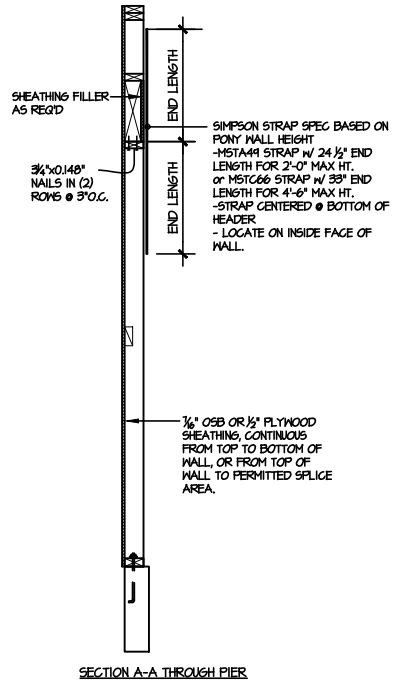 END LENGTH
SHEATHING FILLER
AS REQ'D
SIMPSON STRAP SPEC BASED ON
PONY WALL HEIGHT
-MSTA49 STRAP W/ 24 1/2" END
LENGTH FOR 2'-0" MAX HT.
or MSTC66 STRAP W/ 33" END
LENGTH FOR 4'-6" MAX HT.
-STRAP CENTERED @ BOTTOM OF
HEADER
- LOCATE ON INSIDE FACE OF
WALL.
3 1/4"x0.148"
NAILS IN (2)
ROWS @ 3"O.C.
END LENGTH
7/16" OSB OR 1/2" PLYWOOD
SHEATHING, CONTINUOUS
FROM TOP TO BOTTOM OF
WALL, OR FROM TOP OF
WALL TO PERMITTED SPLICE
AREA.
SECTION A-A THROUGH PIER